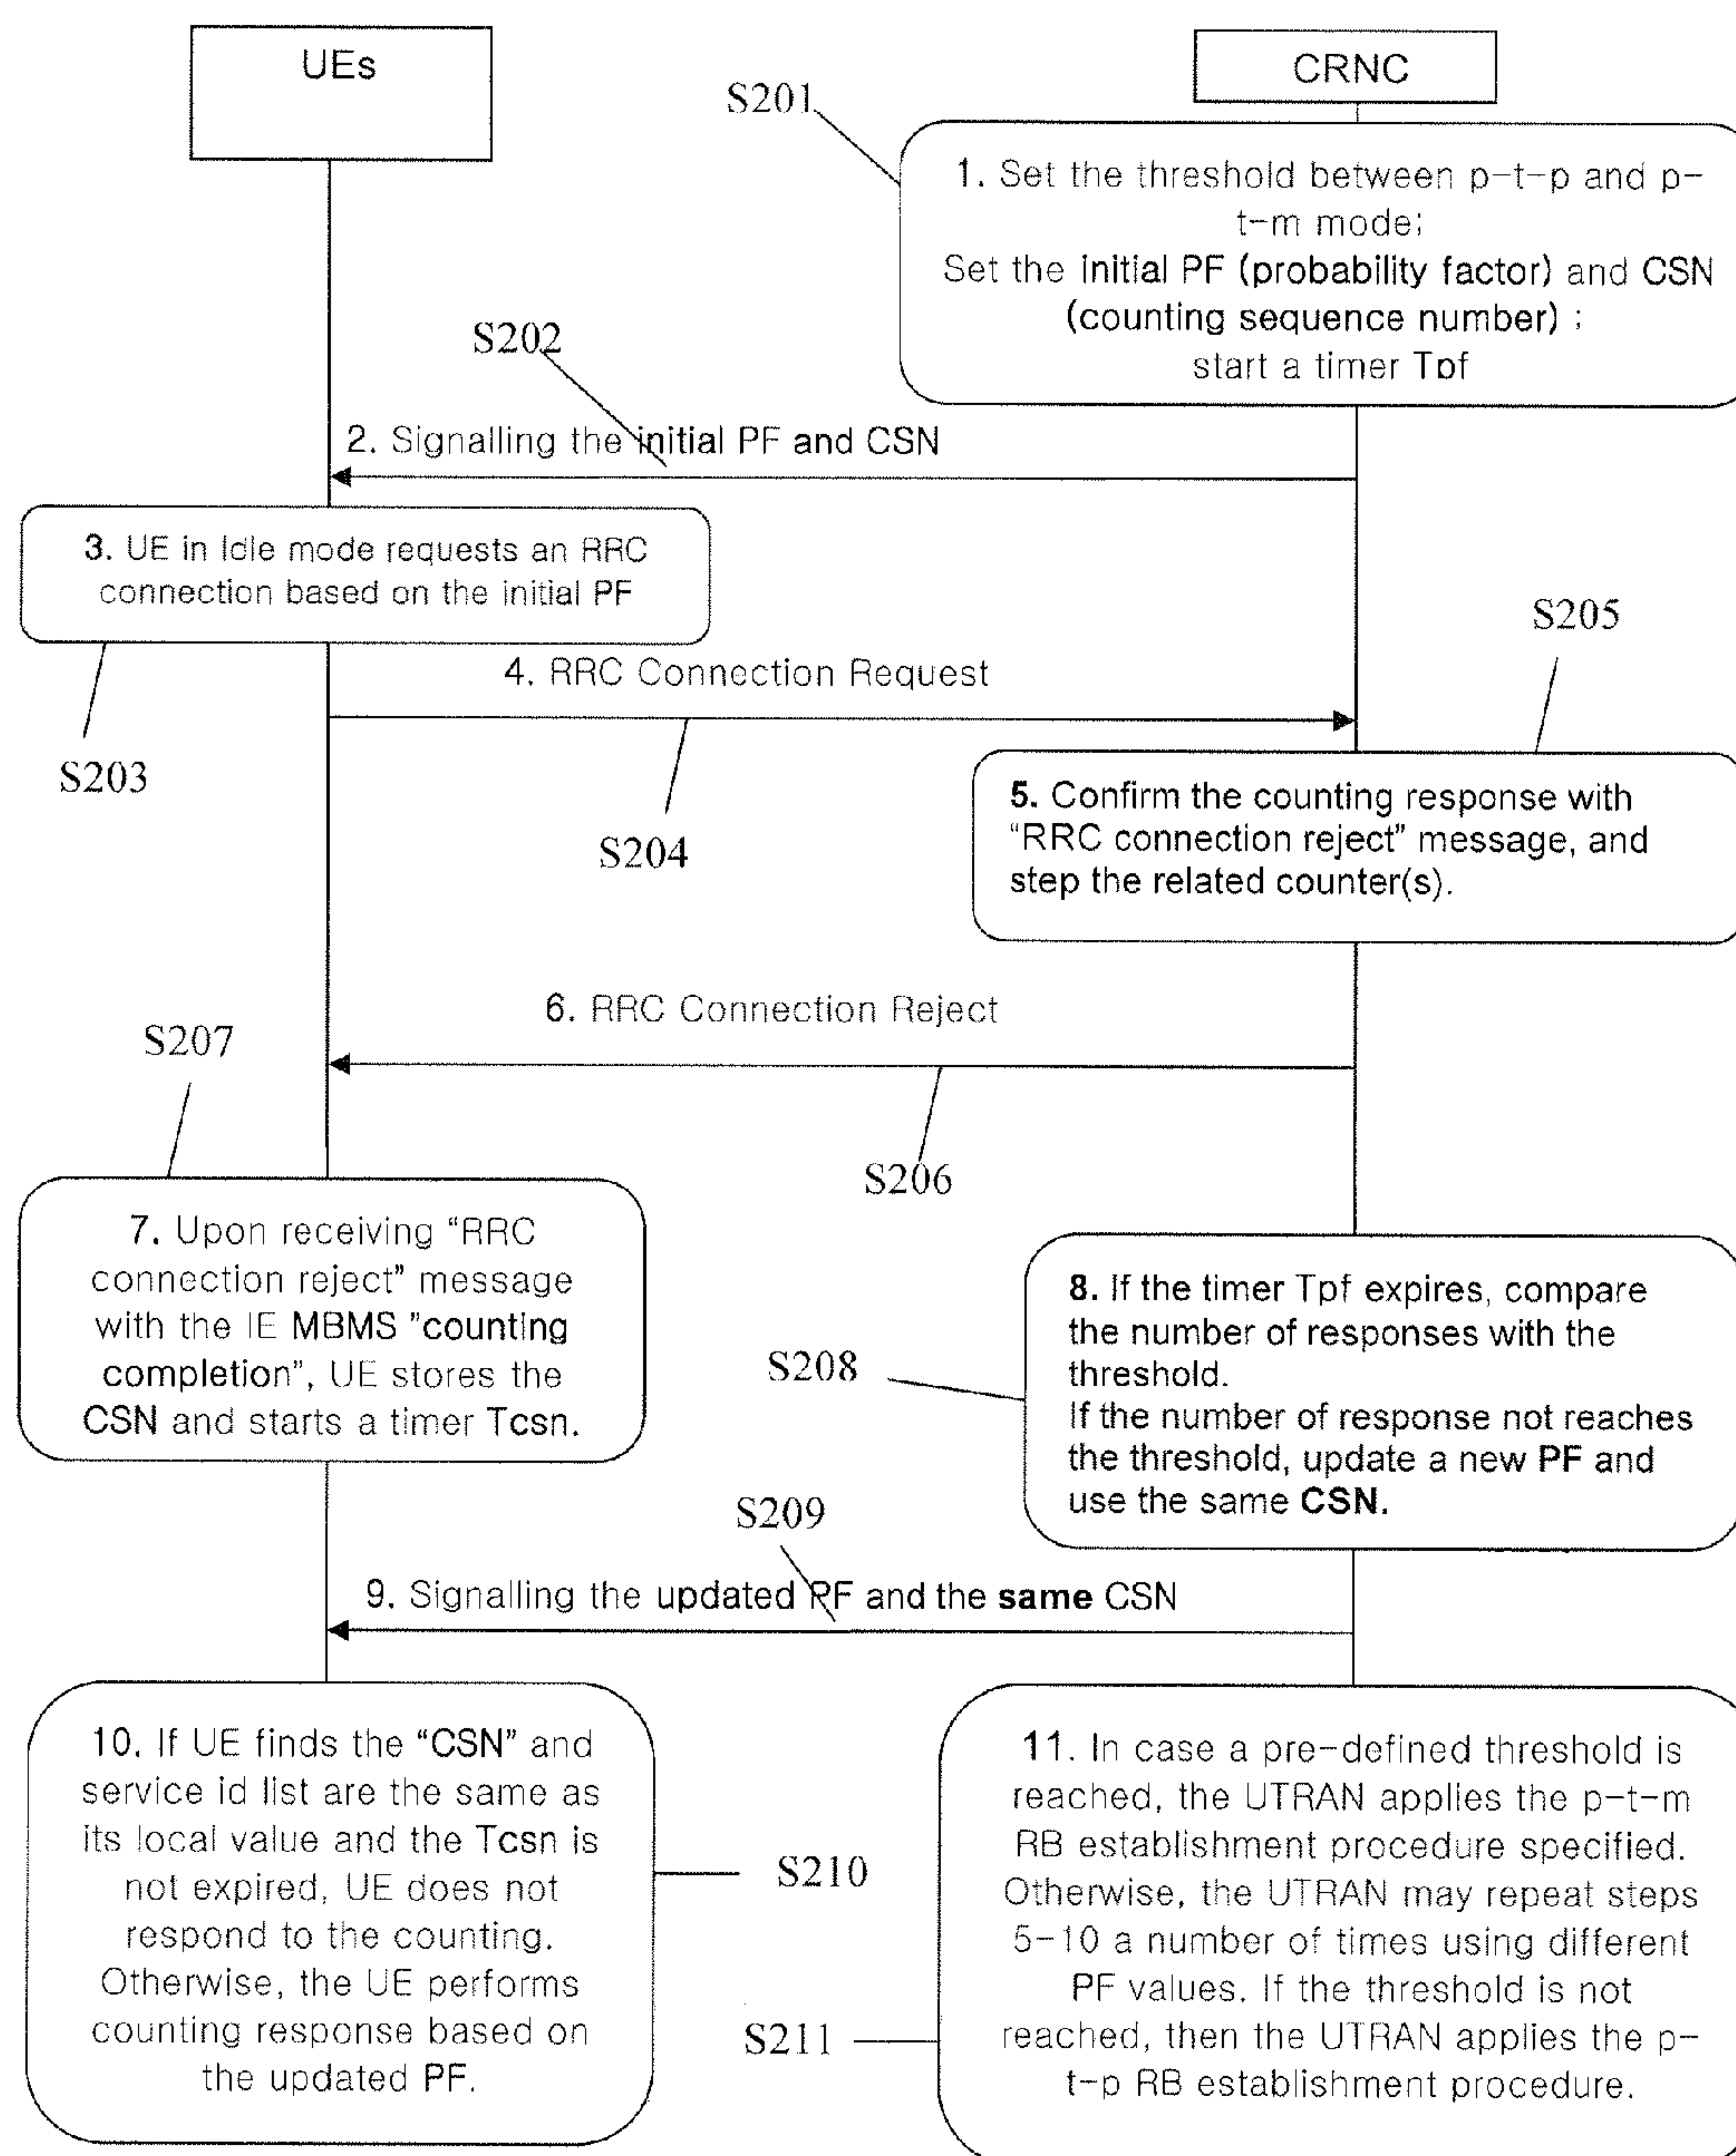 UEs
CRNC
S201
1. Set the threshold between p-t-p and p-
t-m mode;
Set the initial PF (probability factor) and CSN
(counting sequence number) ;
start a timer Tpf
S202
2. Signalling the initial PF and CSN
3. UE in Idle mode requests an RRC
connection based on the initial PF
S203
4. RRC Connection Request
S204
S205
5. Confirm the counting response with
“RRC connection reject” message, and
step the related counter(s).
6. RRC Connection Reject
S206
S207
7. Upon receiving “RRC
connection reject” message
with the IE MBMS "counting
completion”, UE stores the
CSN and starts a timer Tcsn.
S208
8. If the timer Tpf expires, compare
the number of responses with the
threshold.
If the number of response not reaches
the threshold, update a new PF and
use the same CSN.
S209
9. Signalling the updated PF and the same CSN
10. If UE finds the “CSN” and
service id list are the same as
its local value and the Tcsn is
not expired, UE does not
respond to the counting.
Otherwise, the UE performs
counting response based on
the updated PF.
S210
11. In case a pre-defined threshold is
reached, the UTRAN applies the p-t-m
RB establishment procedure specified.
Otherwise, the UTRAN may repeat steps
5-10 a number of times using different
PF values. If the threshold is not
reached, then the UTRAN applies the p-
t-p RB establishment procedure.
S211